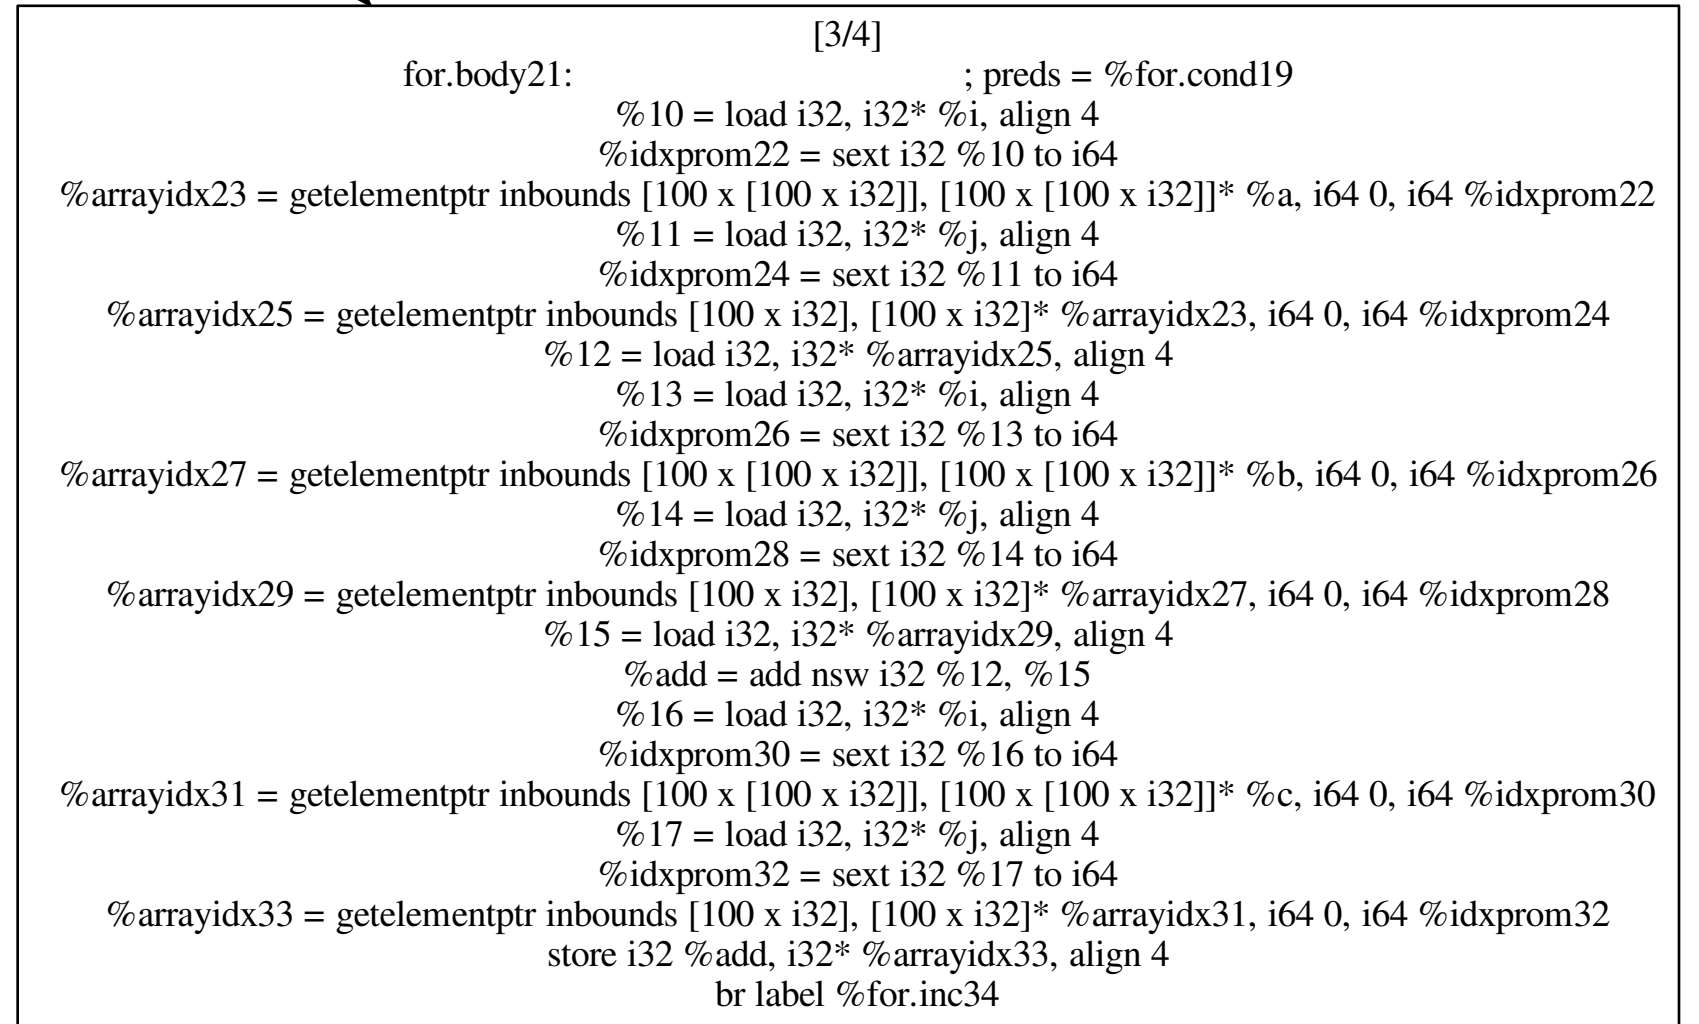 [3/4]
for.body21: ; preds = %for.cond19
%10 = load i32, i32* %i, align 4
%idxprom22 = sext i32 %10 to i64
%arrayidx23 = getelementptr inbounds [100 x [100 x i32]], [100 x [100 x i32]]* %a, i64 0, i64 %idxprom22
%11 = load i32, i32* %j, align 4
%idxprom24 = sext i32 %11 to i64
%arrayidx25 = getelementptr inbounds [100 x i32], [100 x i32]* %arrayidx23, i64 0, i64 %idxprom24
%12 = load i32, i32* %arrayidx25, align 4
%13 = load i32, i32* %i, align 4
%idxprom26 = sext i32 %13 to i64
%arrayidx27 = getelementptr inbounds [100 x [100 x i32]], [100 x [100 x i32]]* %b, i64 0, i64 %idxprom26
%14 = load i32, i32* %j, align 4
%idxprom28 = sext i32 %14 to i64
%arrayidx29 = getelementptr inbounds [100 x i32], [100 x i32]* %arrayidx27, i64 0, i64 %idxprom28
%15 = load i32, i32* %arrayidx29, align 4
%add = add nsw i32 %12, %15
%16 = load i32, i32* %i, align 4
%idxprom30 = sext i32 %16 to i64
%arrayidx31 = getelementptr inbounds [100 x [100 x i32]], [100 x [100 x i32]]* %c, i64 0, i64 %idxprom30
%17 = load i32, i32* %j, align 4
%idxprom32 = sext i32 %17 to i64
%arrayidx33 = getelementptr inbounds [100 x i32], [100 x i32]* %arrayidx31, i64 0, i64 %idxprom32
store i32 %add, i32* %arrayidx33, align 4
br label %for.inc34